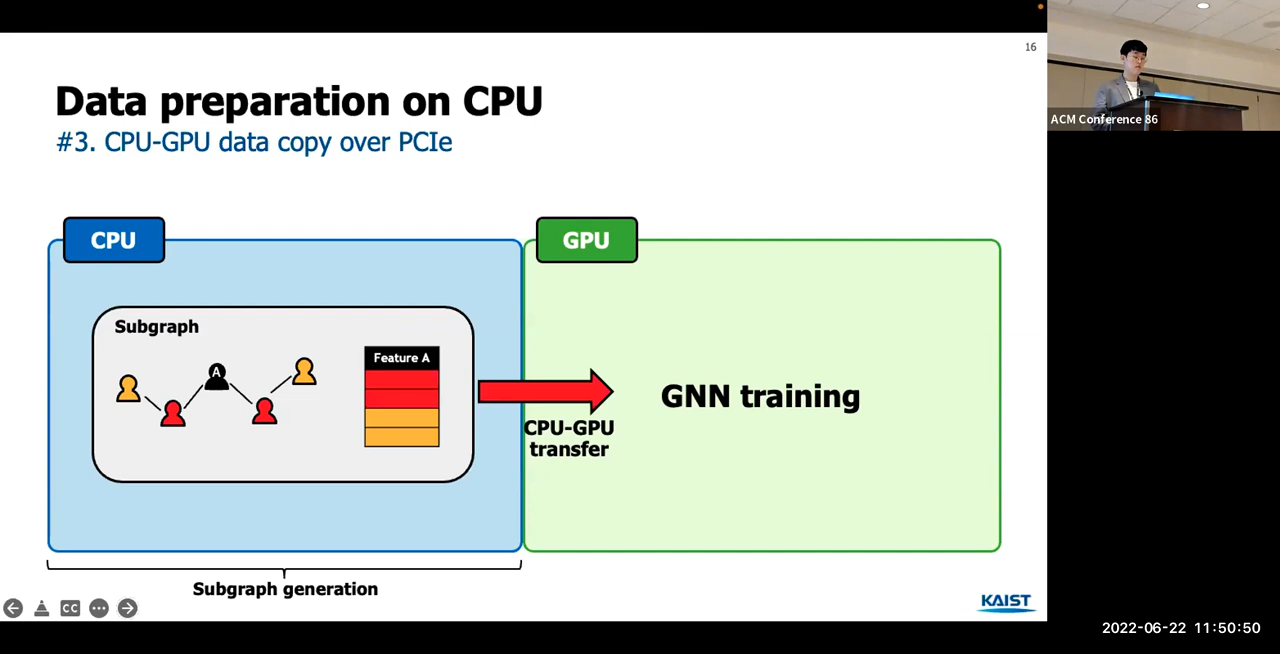 16
Data preparation on CPU
#3. CPU-GPU data copy over PCIe
CPU
GPU
Subgraph
A
Feature A
GNN training
CPU-GPU
transfer
Subgraph generation
CC
KAIST
ACM Conference 86
2022-06-22 11:50:50